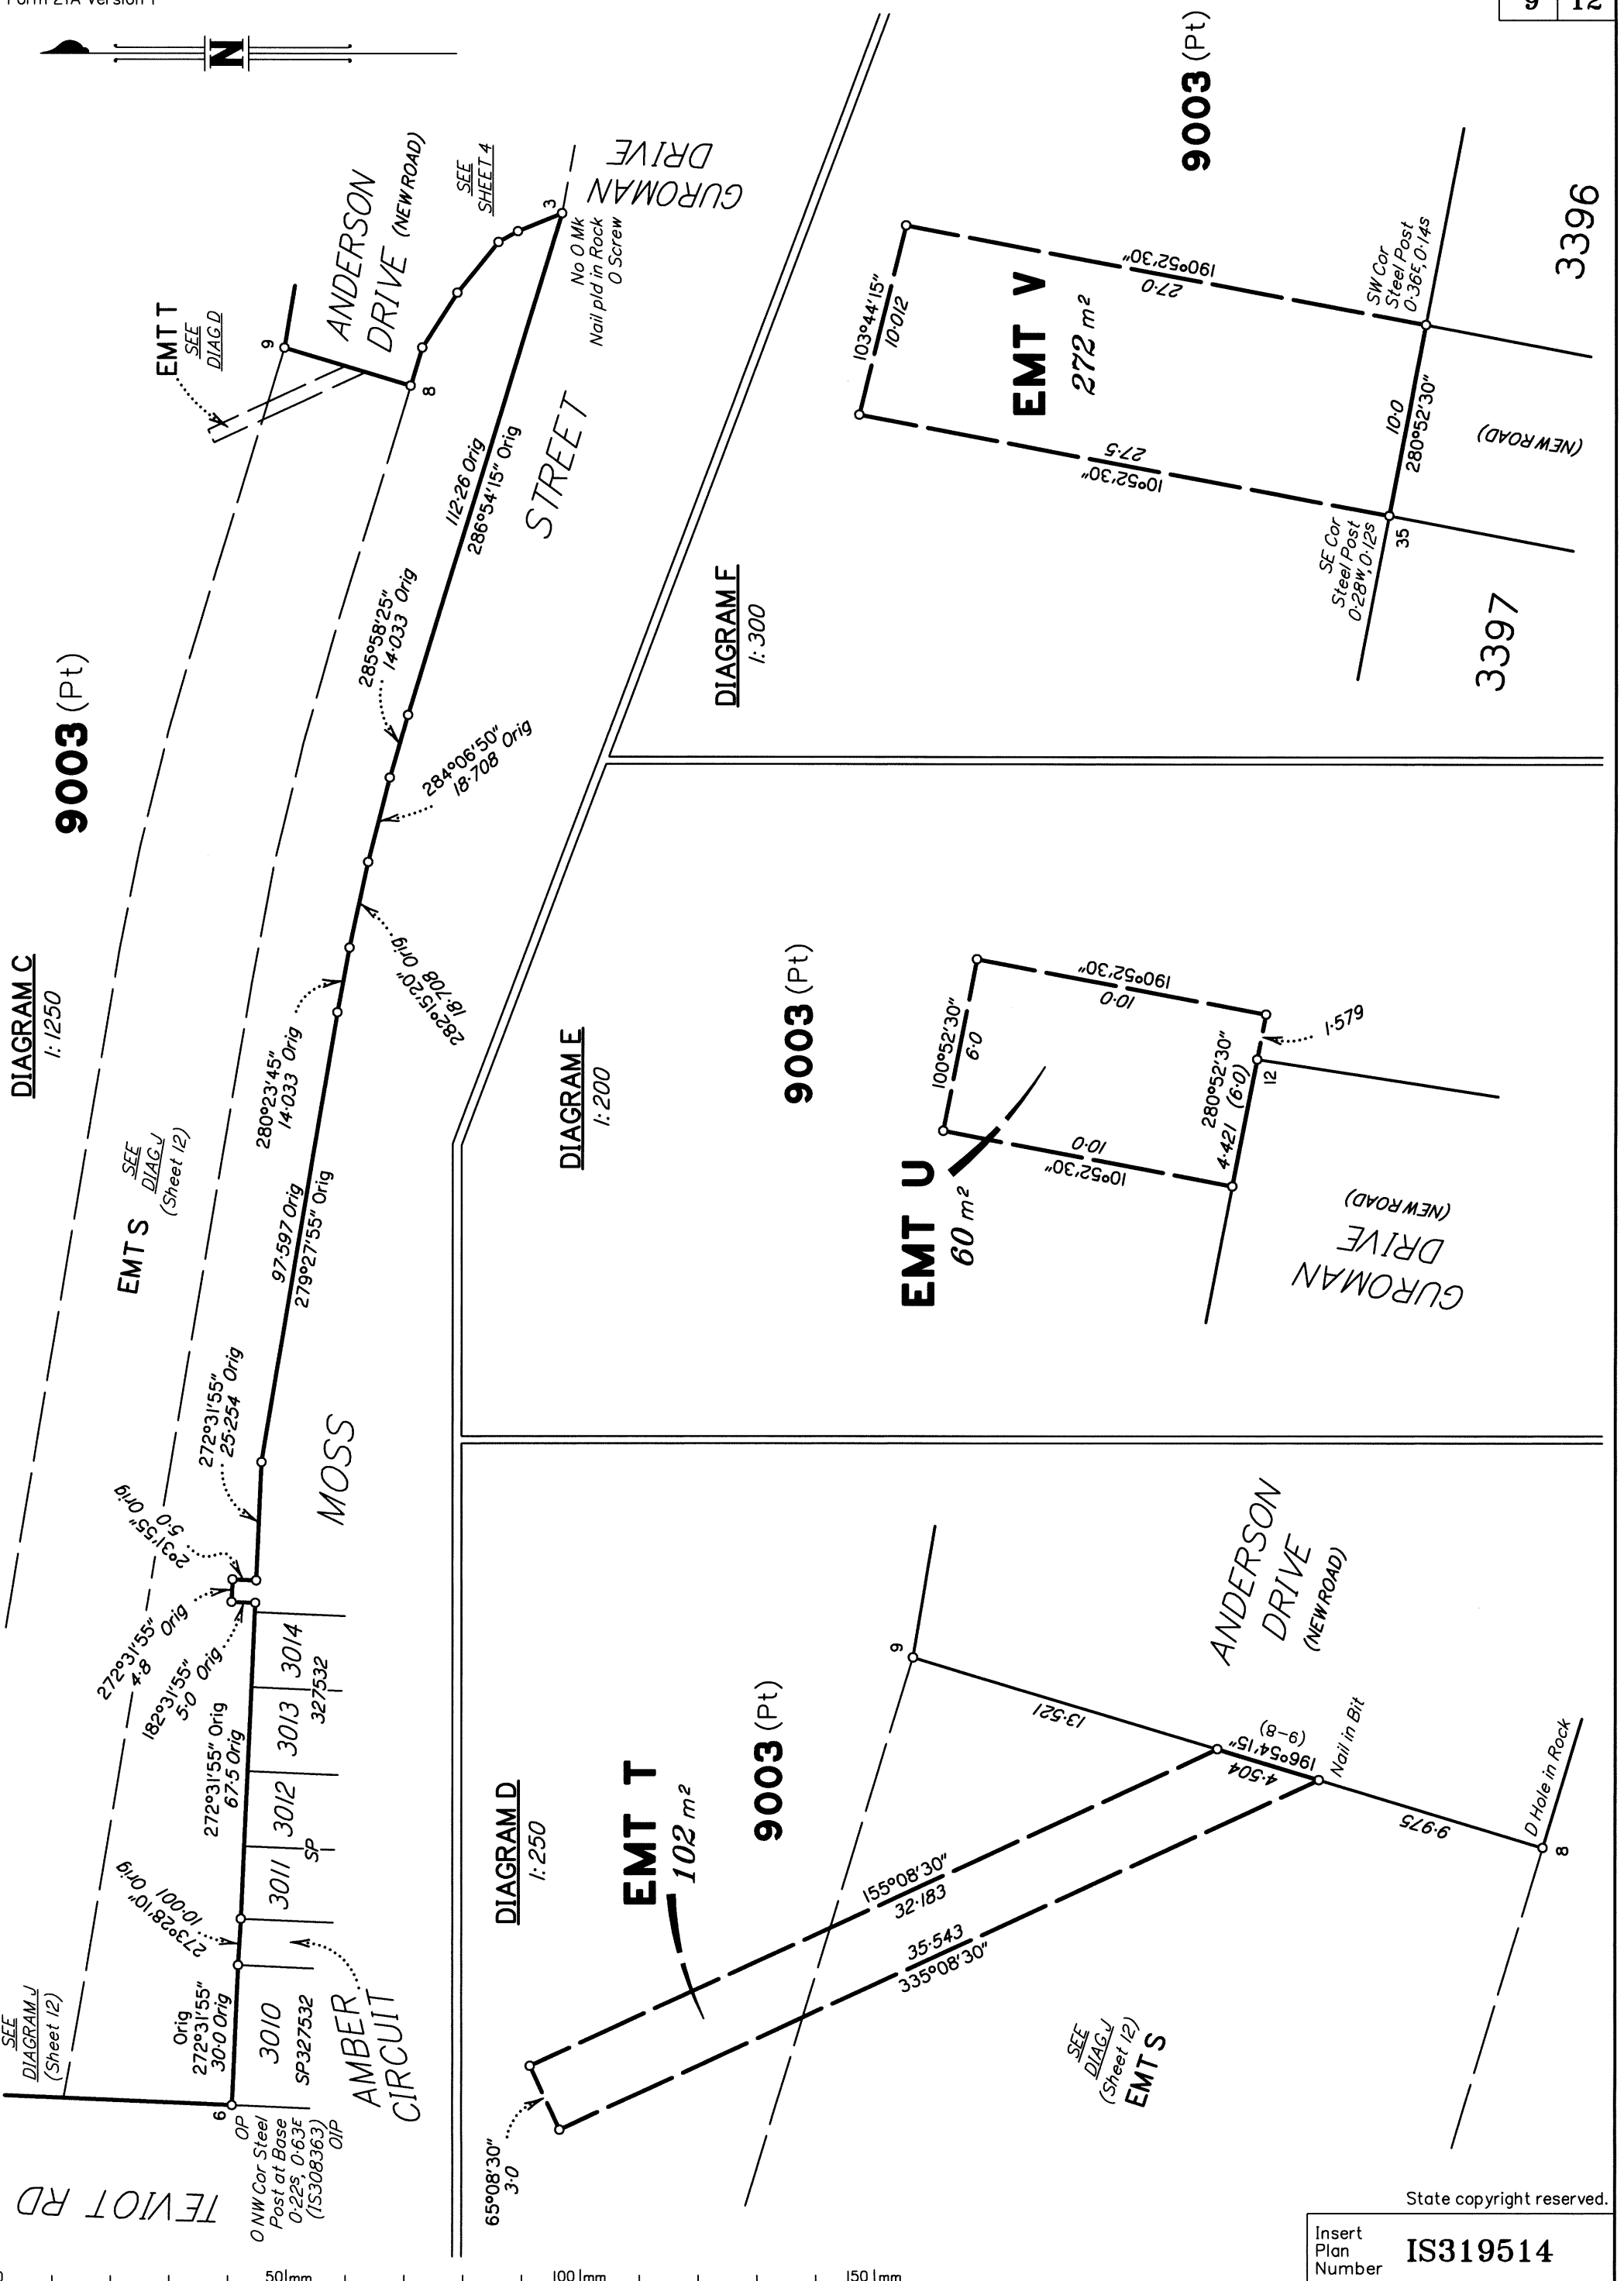 Form 21A Version 1
9 12
N
DIAGRAM C
1:1250
9003 (Pt)
EMT T
SEE
DIAG D
ANDERSON
DRIVE (NEW ROAD)
SEE
SHEET 4
9
8
3
GUROMAN
DRIVE
No O Mk
Nail pld in Rock
O Screw
112·26 Orig
286°54'15" Orig
STREET
285°58'25"
14·033 Orig
284°06'50"
18·708 Orig
282°15'20" Orig
18·708
280°23'45"
14·033 Orig
97·597 Orig
279°27'55" Orig
EMT S
SEE
DIAG J
(Sheet 12)
272°31'55"
25·254 Orig
MOSS
2°31'55" Orig
5·0
272°31'55" Orig
4·8
182°31'55"
5·0 Orig
272°31'55" Orig
67·5 Orig
3014
3013
3012
3011
SP 327532
273°28'10" Orig
10·001
Orig
272°31'55"
30·0 Orig
3010
SP327532
AMBER
CIRCUIT
SEE
DIAGRAM J
(Sheet 12)
6
OP
O NW Cor Steel
Post at Base
0·22S, 0·63E
(IS308363)
OIP
TEVIOT RD
DIAGRAM D
1:250
EMT T
102 m²
9003 (Pt)
9
13·521
ANDERSON
DRIVE
(NEW ROAD)
(9-8)
196°54'15"
4·504
Nail in Bit
9·975
D Hole in Rock
8
155°08'30"
32·183
35·543
335°08'30"
65°08'30"
3·0
SEE
DIAG J
(Sheet 12)
EMT S
DIAGRAM E
1:200
9003 (Pt)
EMT U
60 m²
100°52'30"
6·0
190°52'30"
10·0
10·0
10°52'30"
280°52'30"
4·421 (6·0)
12
1·579
GUROMAN
DRIVE
(NEW ROAD)
DIAGRAM F
1:300
9003 (Pt)
EMT V
272 m²
103°44'15"
10·012
190°52'30"
27·0
27·5
10°52'30"
SW Cor
Steel Post
0·36E, 0·14S
SE Cor
Steel Post
0·28W, 0·12S
35
10·0
280°52'30"
(NEW ROAD)
3396
3397
State copyright reserved.
Insert
Plan
Number
IS319514
0 50mm 100mm 150mm